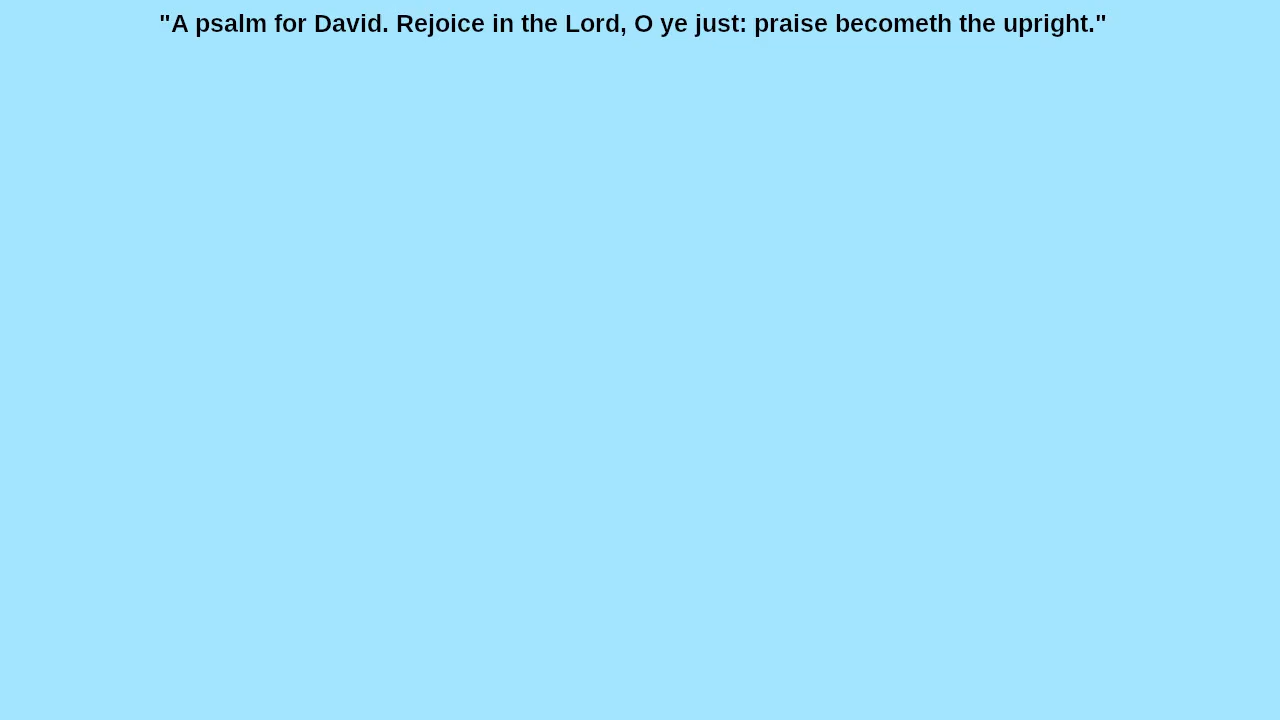 "A psalm for David. Rejoice in the Lord, O ye just: praise becometh the upright."